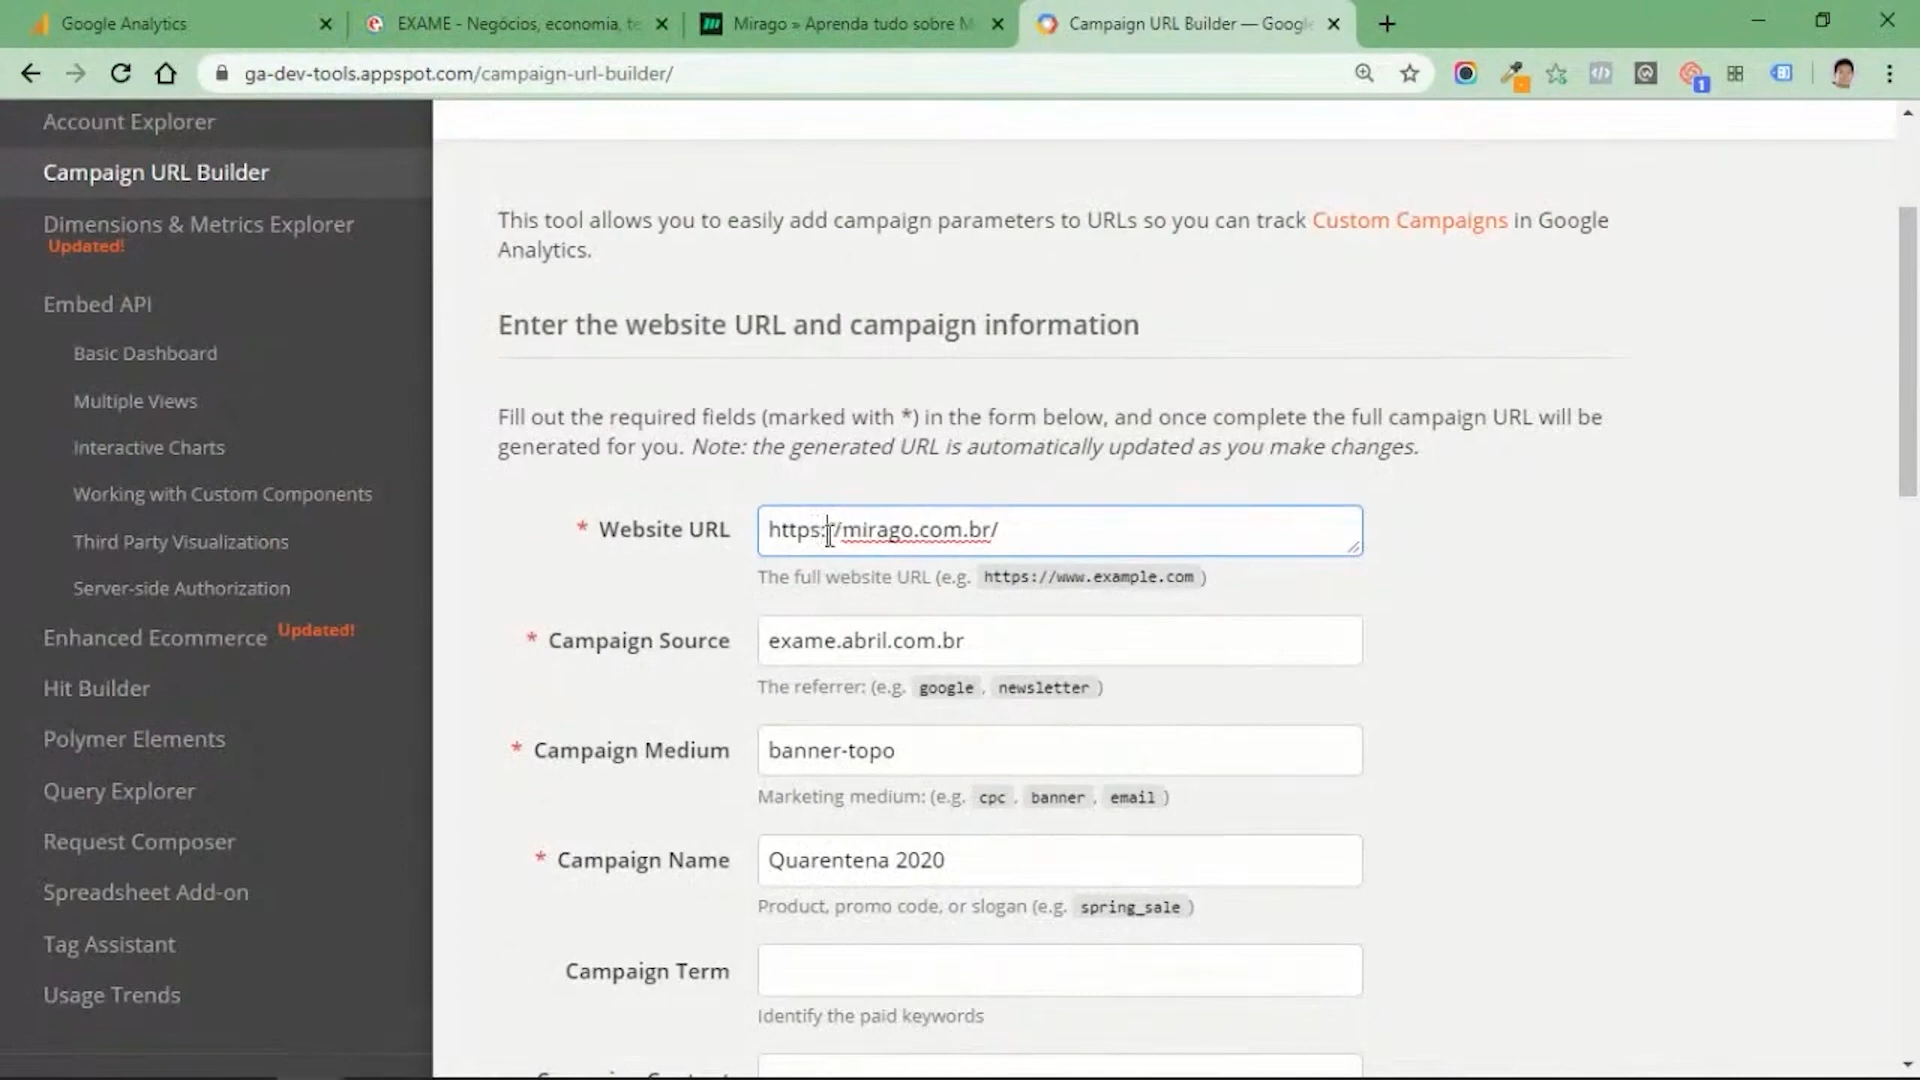 Google Analytics
EXAME - Negócios, economia, te
Mirago » Aprenda tudo sobre M
Campaign URL Builder — Googl
ga-dev-tools.appspot.com/campaign-url-builder/
1
Account Explorer
Campaign URL Builder
Dimensions & Metrics Explorer
Updated!
Embed API
Basic Dashboard
Multiple Views
Interactive Charts
Working with Custom Components
Third Party Visualizations
Server-side Authorization
Enhanced Ecommerce Updated!
Hit Builder
Polymer Elements
Query Explorer
Request Composer
Spreadsheet Add-on
Tag Assistant
Usage Trends
This tool allows you to easily add campaign parameters to URLs so you can track Custom Campaigns in Google
Analytics.
Enter the website URL and campaign information
Fill out the required fields (marked with *) in the form below, and once complete the full campaign URL will be
generated for you. Note: the generated URL is automatically updated as you make changes.
* Website URL https://mirago.com.br/
The full website URL (e.g. https://www.example.com )
* Campaign Source exame.abril.com.br
The referrer: (e.g. google , newsletter )
* Campaign Medium banner-topo
Marketing medium: (e.g. cpc , banner , email )
* Campaign Name Quarentena 2020
Product, promo code, or slogan (e.g. spring_sale )
Campaign Term
Identify the paid keywords